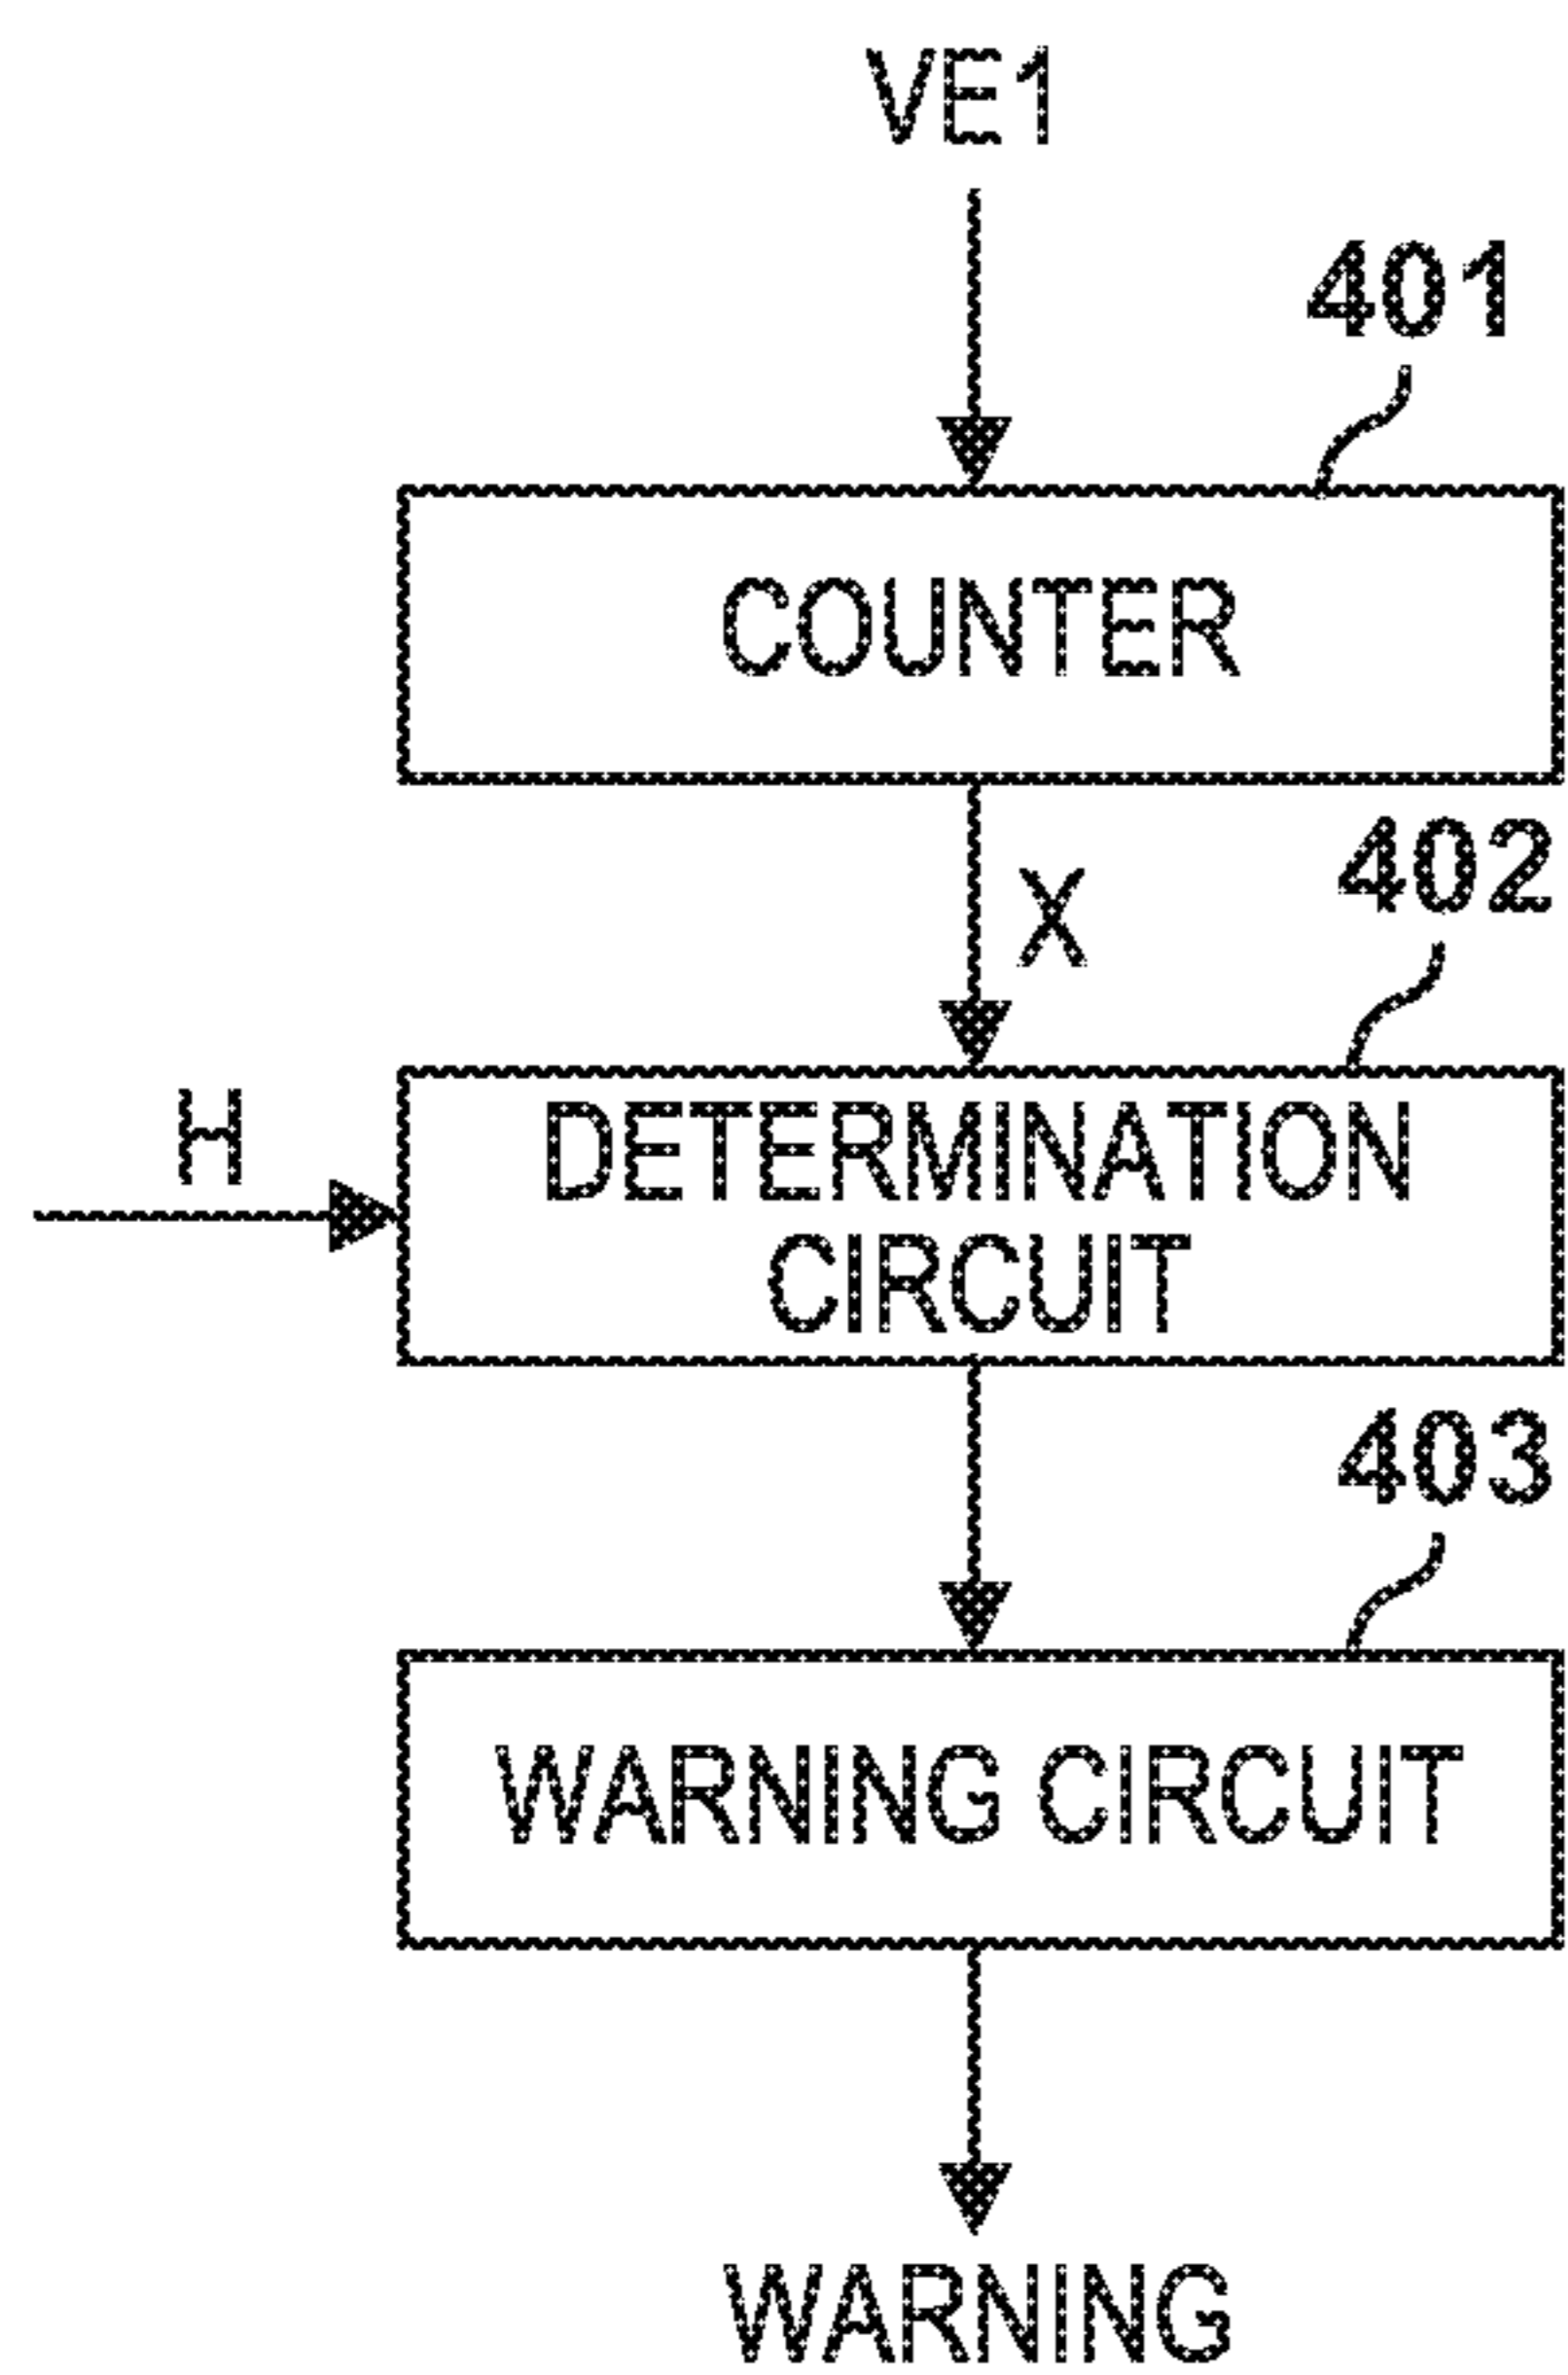 VE1
401
COUNTER
X
402
H
DETERMINATION
CIRCUIT
403
WARNING CIRCUIT
WARNING